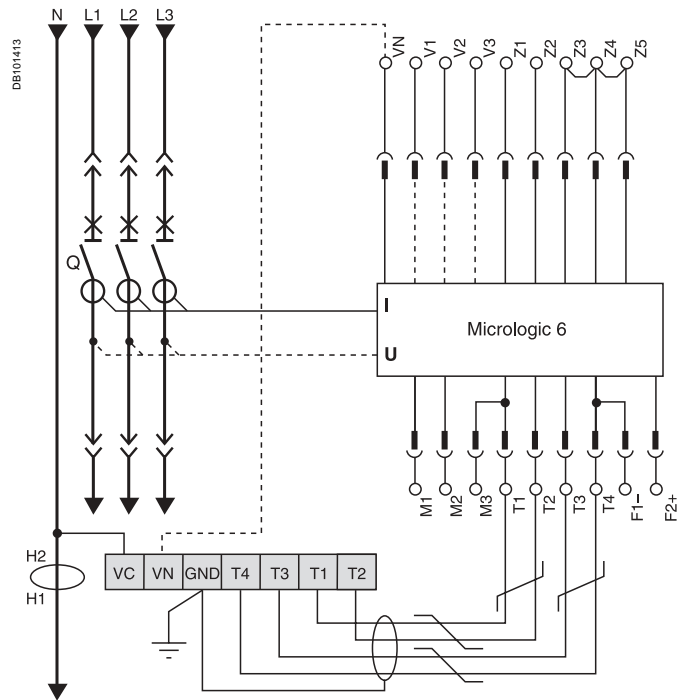 N L1 L2 L3
DB101413
VN V1 V2 V3 Z1 Z2 Z3 Z4 Z5
Q
I
Micrologic 6
U
M1 M2 M3 T1 T2 T3 T4 F1– F2+
H2
VC VN GND T4 T3 T1 T2
H1